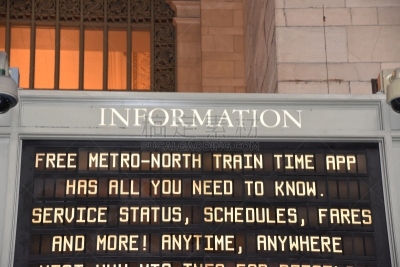 INFORMATION
FREE METRO-NORTH TRAIN TIME APP
HAS ALL YOU NEED TO KNOW.
SERVICE STATUS, SCHEDULES, FARES
AND MORE! ANYTIME, ANYWHERE